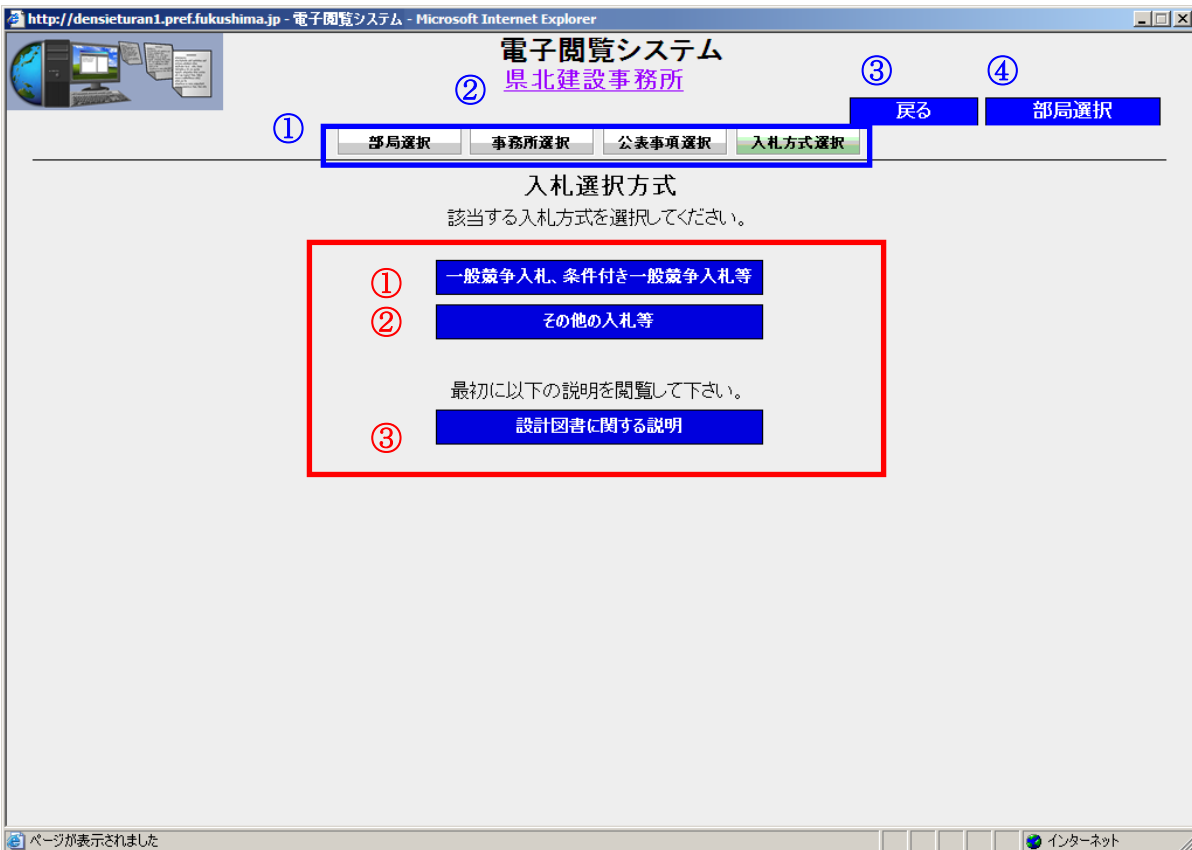 http://densieturan1.pref.fukushima.jp - 電子閲覧システム - Microsoft Internet Explorer
電子閲覧システム
② 県北建設事務所
③ ④
戻る 部局選択
① 部局選択 事務所選択 公表事項選択 入札方式選択
入札選択方式
該当する入札方式を選択してください。
① 一般競争入札、条件付き一般競争入札等
② その他の入札等
最初に以下の説明を閲覧して下さい。
③ 設計図書に関する説明
ページが表示されました インターネット